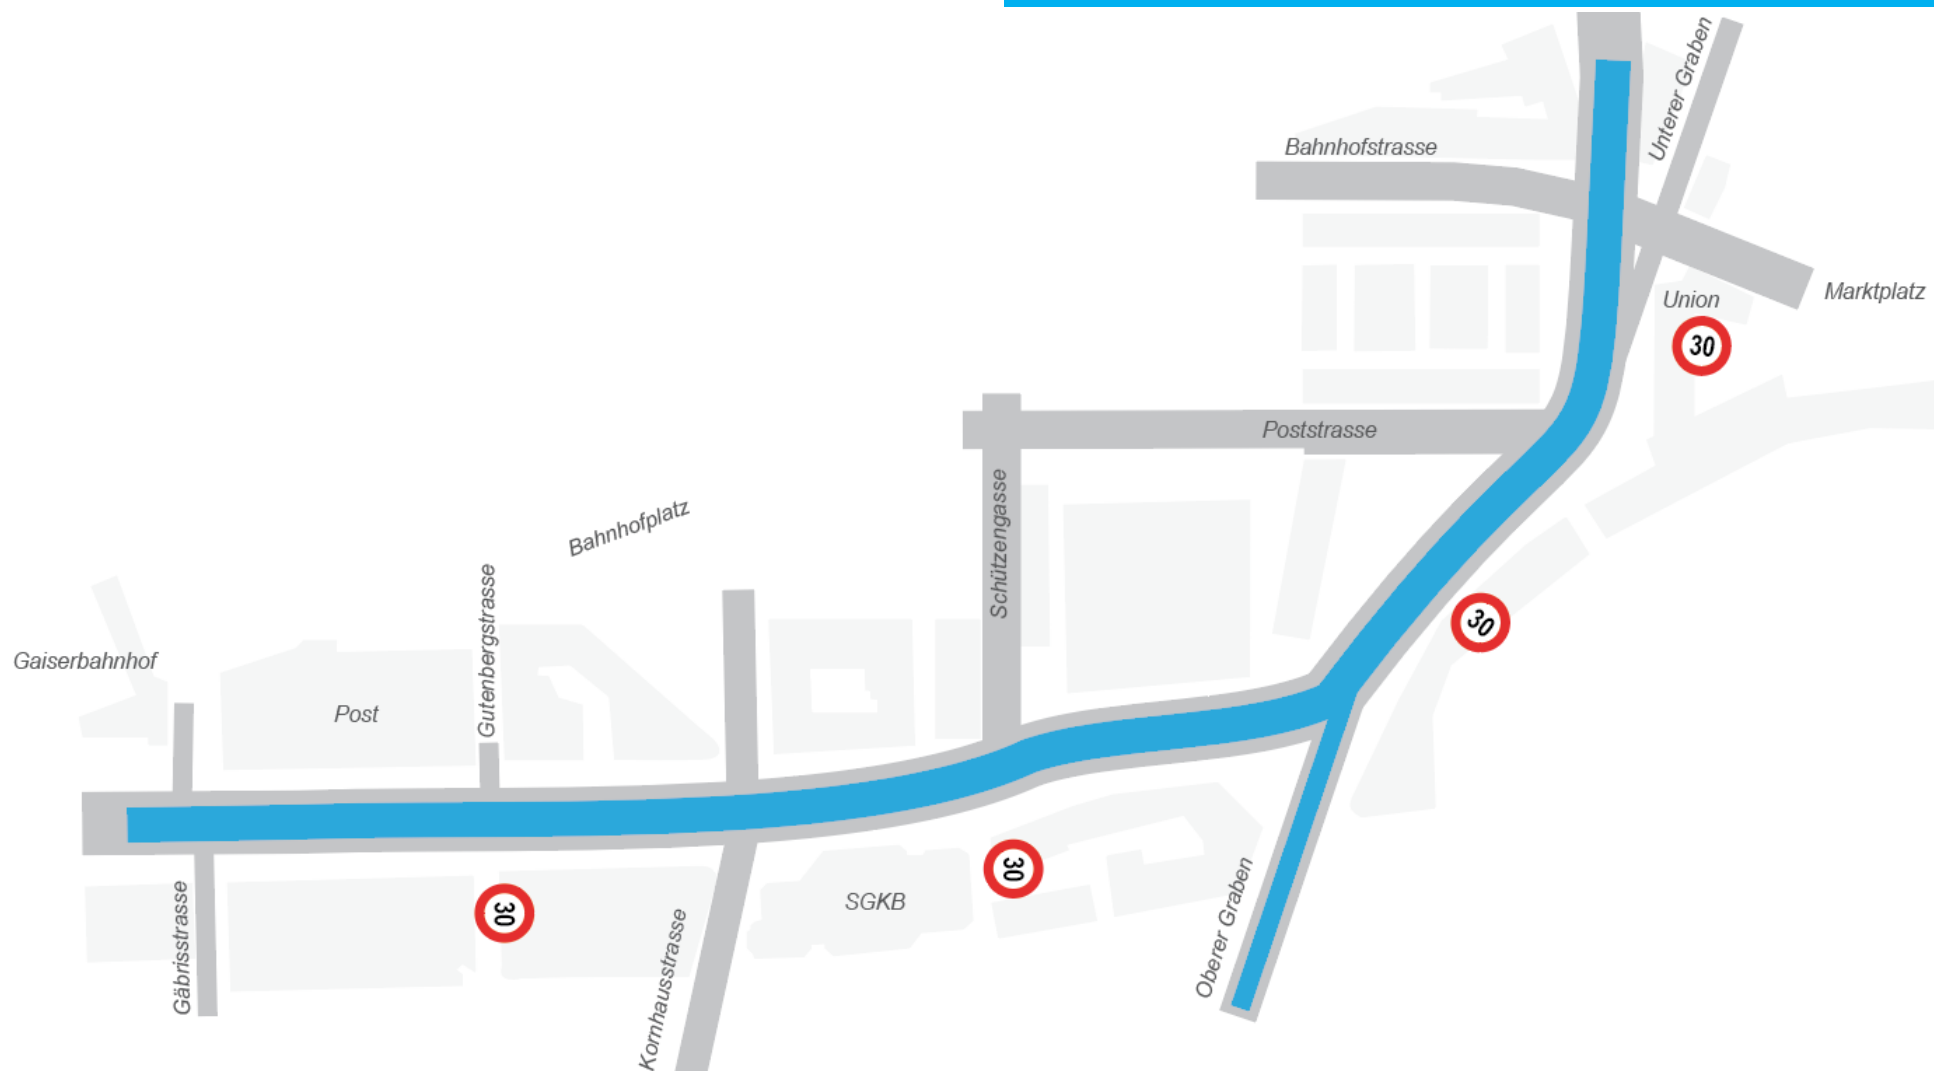 Unterer Graben
Bahnhofstrasse
Marktplatz
Union
30
Poststrasse
Schützengasse
Bahnhofplatz
Gutenbergstrasse
30
Gaiserbahnhof
Post
30
SGKB
30
Gäbrisstrasse
Kornhausstrasse
Oberer Graben